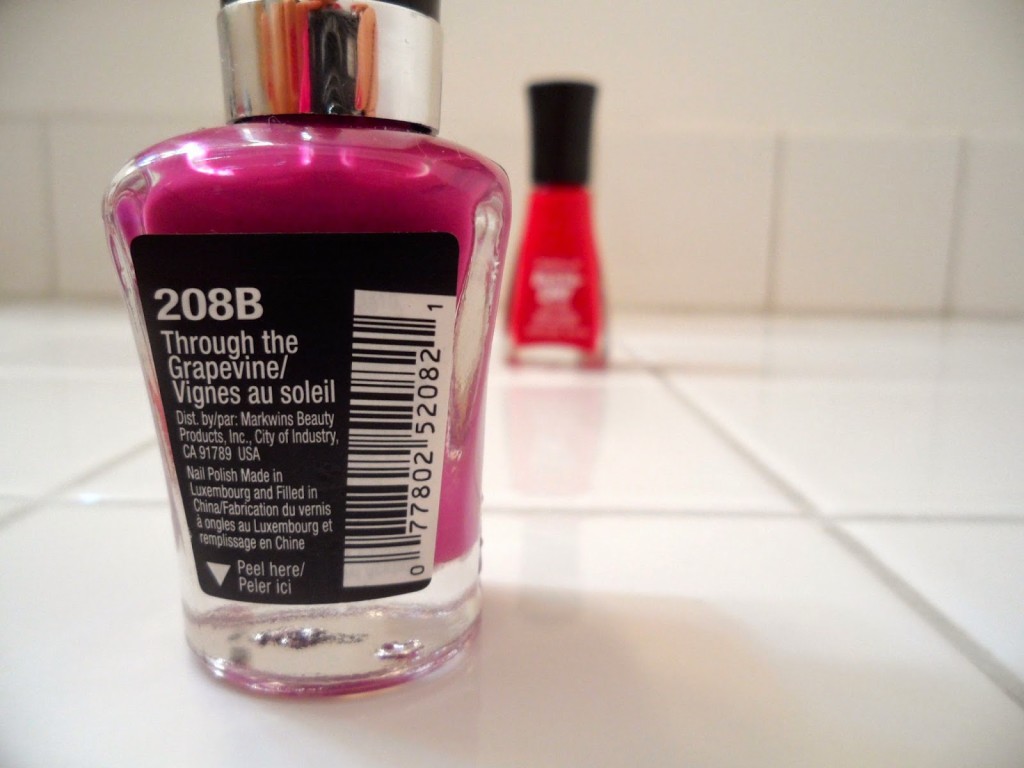 208B
Through the
Grapevine/
Vignes au soleil
Dist. by/par: Markwins Beauty
Products, Inc., City of Industry,
CA 91789 USA
Nail Polish Made in
Luxembourg and Filled in
China/Fabrication du vernis
à ongles au Luxembourg et
remplissage en Chine
Peel here/
Peler ici
0 77802 52082 1